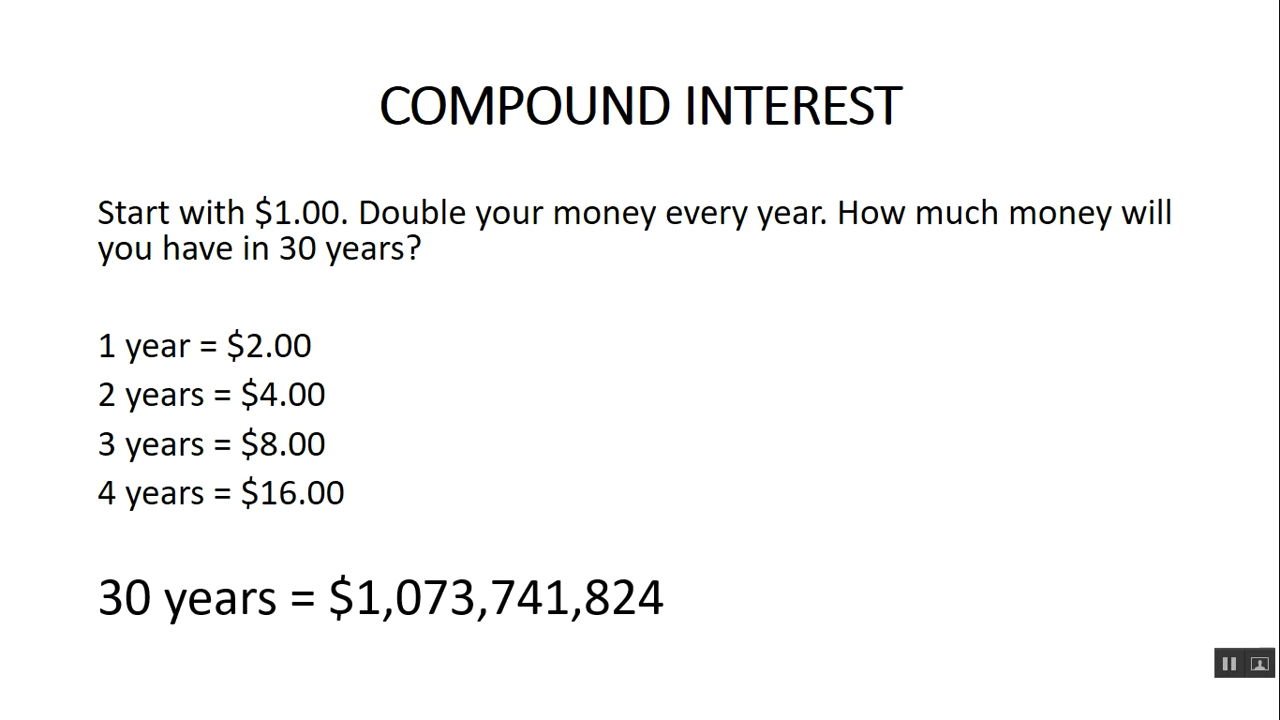 COMPOUND INTEREST
Start with $1.00. Double your money every year. How much money will
you have in 30 years?
1 year = $2.00
2 years = $4.00
3 years = $8.00
4 years = $16.00
30 years = $1,073,741,824